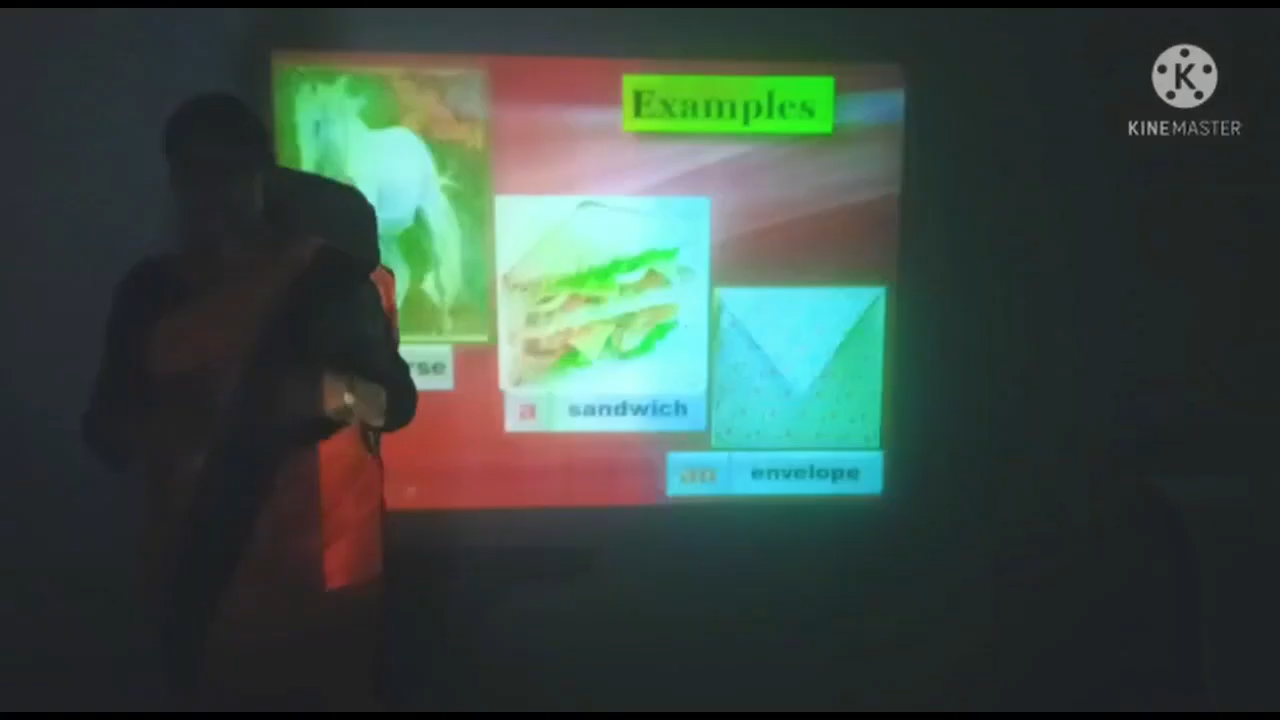 Examples
K
KINEMASTER
rse
a sandwich
an envelope